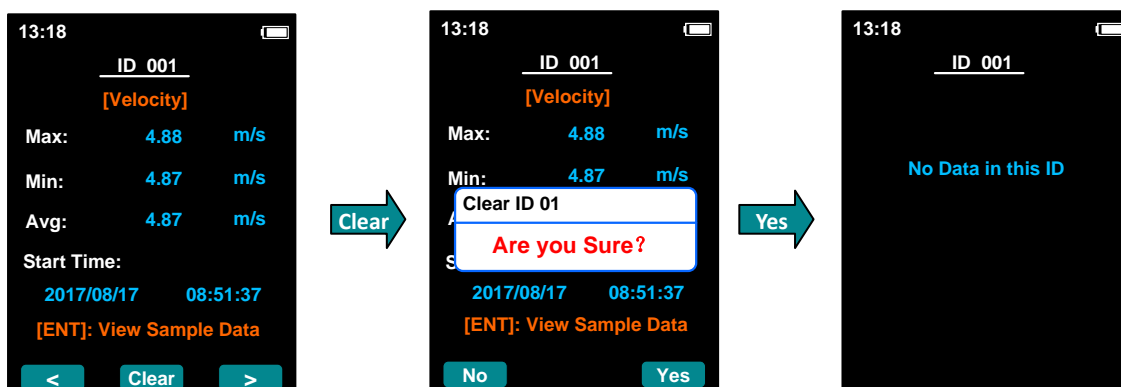 13:18
ID 001
[Velocity]
Max: 4.88 m/s
Min: 4.87 m/s
Avg: 4.87 m/s
Start Time:
2017/08/17 08:51:37
[ENT]: View Sample Data
< Clear >
Clear
13:18
ID 001
[Velocity]
Max: 4.88 m/s
Min: 4.87 m/s
Clear ID 01
Are you Sure？
2017/08/17 08:51:37
[ENT]: View Sample Data
No Yes
Yes
13:18
ID 001
No Data in this ID